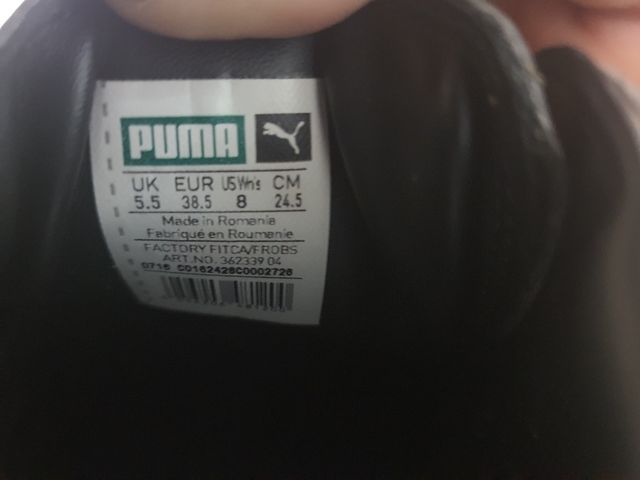 PUMA
UK EUR US Wn's CM
5.5 38.5 8 24.5
Made in Romania
Fabriqué en Roumanie
FACTORY FITCA/FROBS
ART.NO. 362339 04
0716 C0182428C0002726